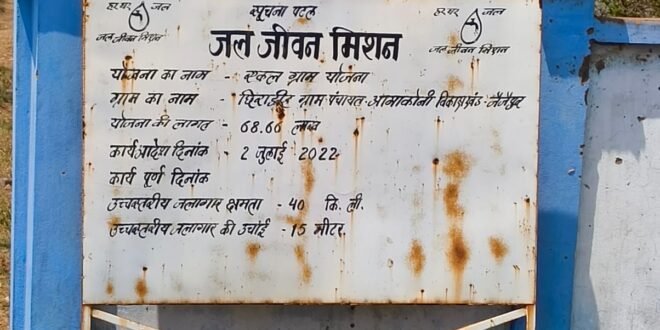 हर घर जल
जल जीवन मिशन
सूचना पटल
हर घर जल
जल जीवन मिशन
जल जीवन मिशन
योजना का नाम - एकल ग्राम योजना
ग्राम का नाम - ग्राम पंचायत - आमाकोनी विकासखंड - जैजैपुर
योजना की लागत - 68.66 लाख
कार्य आदेश दिनांक - 2 जुलाई 2022
कार्य पूर्ण दिनांक
उच्चस्तरीय जलागार क्षमता - 40 कि. ली.
उच्चस्तरीय जलागार की उंचाई - 15 मीटर